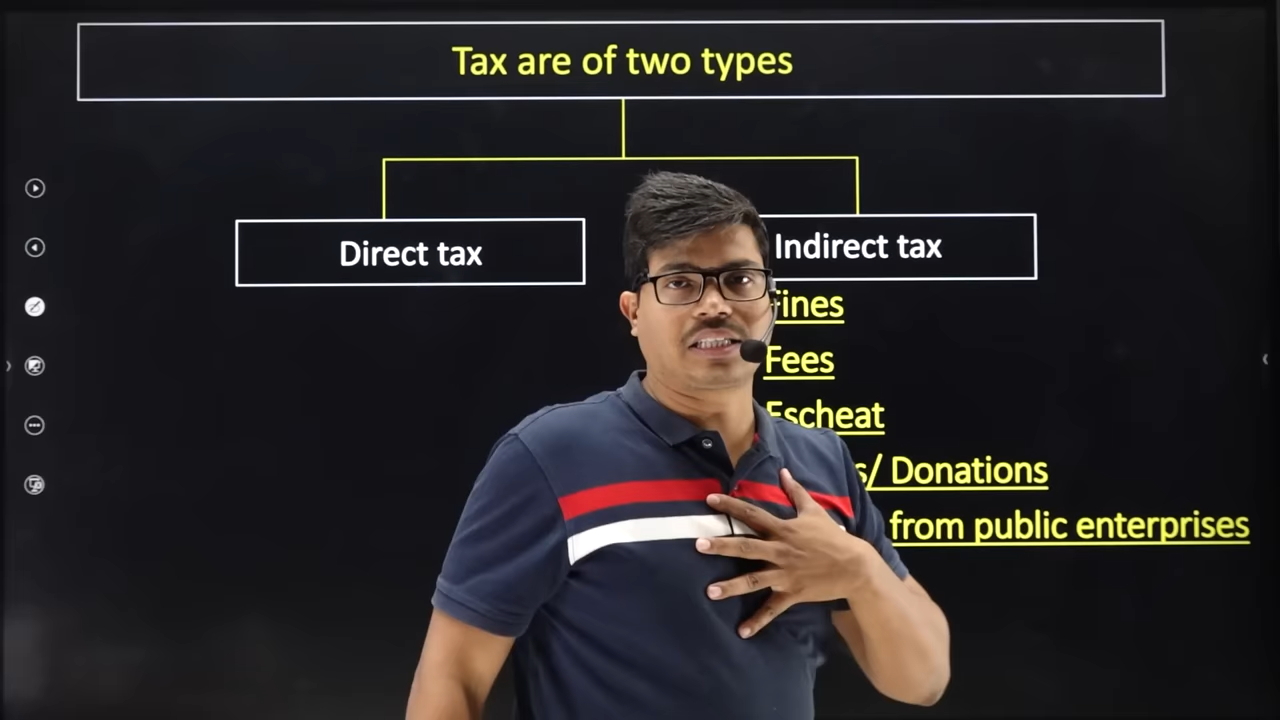 Tax are of two types
Direct tax
Indirect tax
Fines
Fees
Escheat
/ Donations
from public enterprises